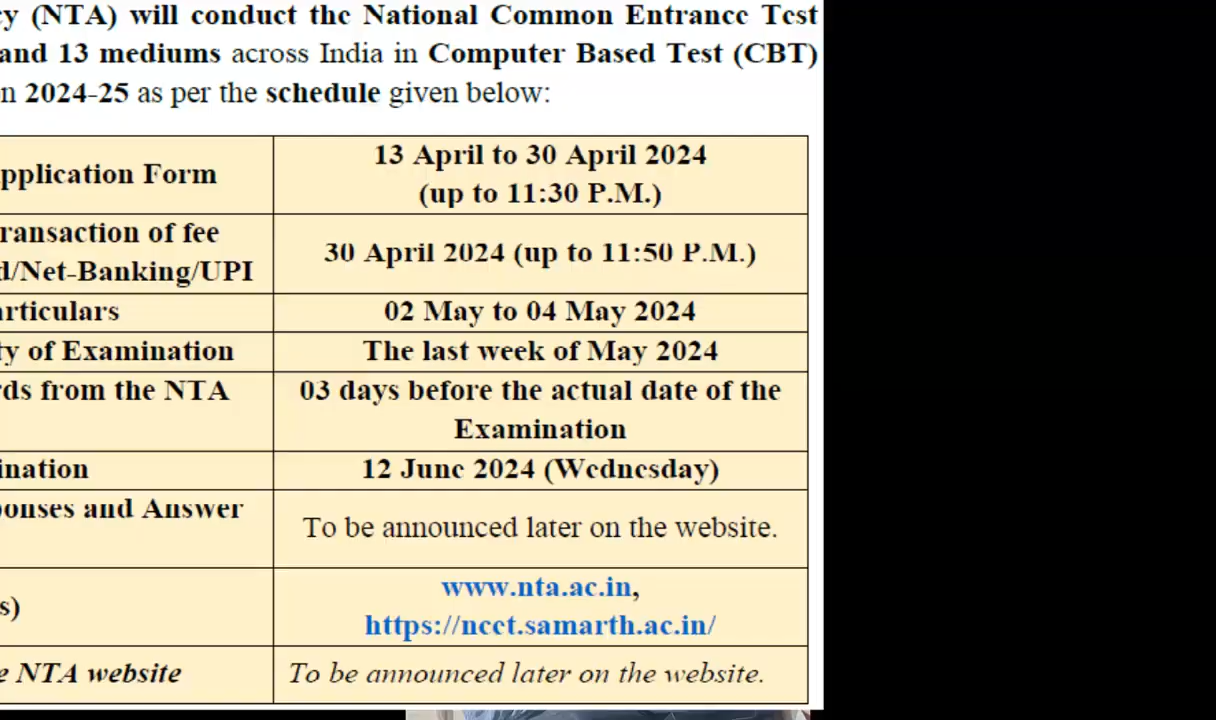 cy (NTA) will conduct the National Common Entrance Test
and 13 mediums across India in Computer Based Test (CBT)
n 2024-25 as per the schedule given below:
pplication Form
13 April to 30 April 2024
(up to 11:30 P.M.)
ransaction of fee
d/Net-Banking/UPI
30 April 2024 (up to 11:50 P.M.)
articulars
02 May to 04 May 2024
ty of Examination
The last week of May 2024
rds from the NTA
03 days before the actual date of the
Examination
ination
12 June 2024 (Wednesday)
ponses and Answer
To be announced later on the website.
s)
www.nta.ac.in,
https://ncet.samarth.ac.in/
e NTA website
To be announced later on the website.